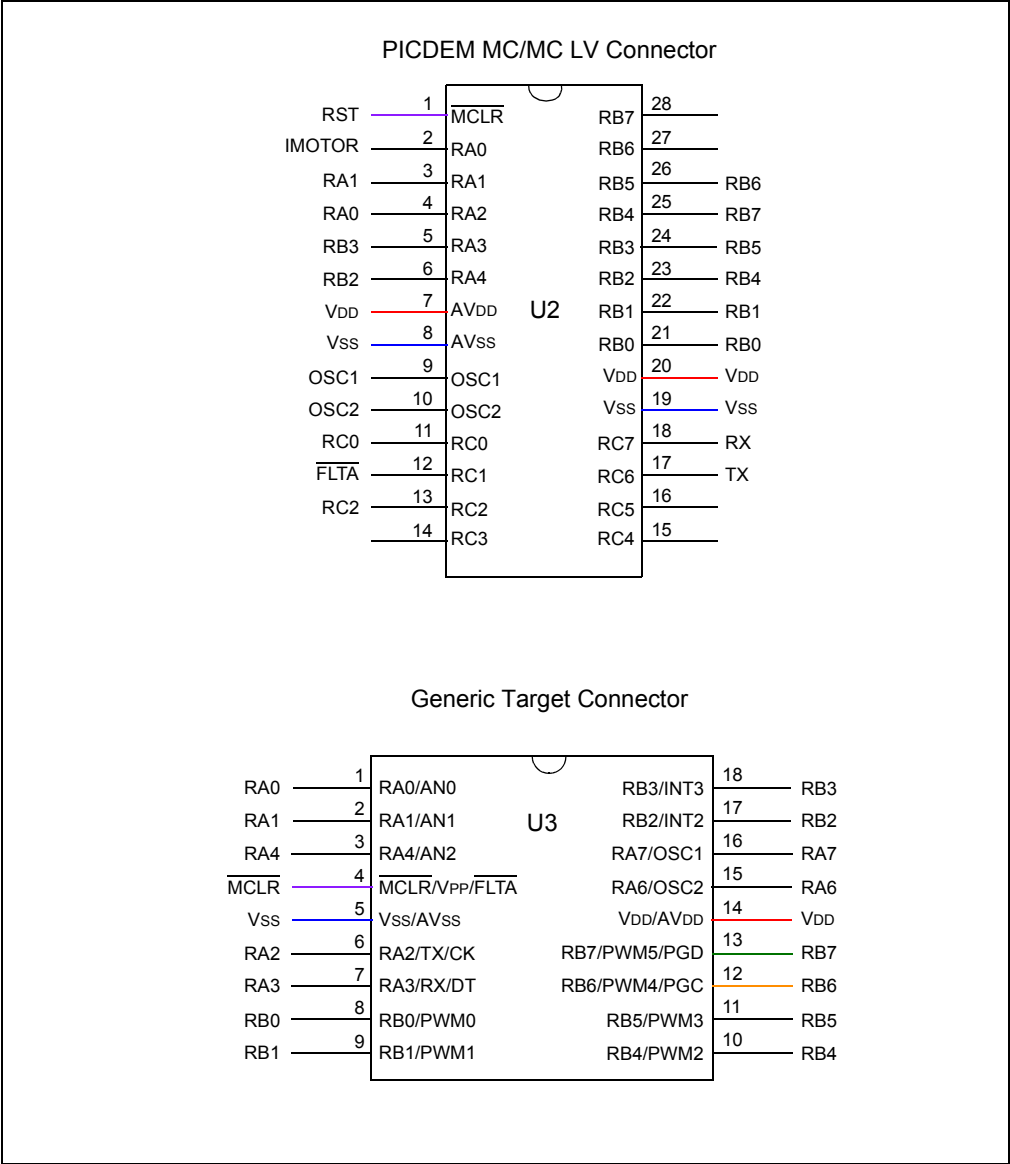 PICDEM MC/MC LV Connector
RST 1 MCLR RB7 28
IMOTOR 2 RA0 RB6 27
RA1 3 RA1 RB5 26 RB6
RA0 4 RA2 RB4 25 RB7
RB3 5 RA3 RB3 24 RB5
RB2 6 RA4 RB2 23 RB4
VDD 7 AVDD U2 RB1 22 RB1
VSS 8 AVSS RB0 21 RB0
OSC1 9 OSC1 VDD 20 VDD
OSC2 10 OSC2 VSS 19 VSS
RC0 11 RC0 RC7 18 RX
FLTA 12 RC1 RC6 17 TX
RC2 13 RC2 RC5 16
14 RC3 RC4 15
Generic Target Connector
RA0 1 RA0/AN0 RB3/INT3 18 RB3
RA1 2 RA1/AN1 U3 RB2/INT2 17 RB2
RA4 3 RA4/AN2 RA7/OSC1 16 RA7
MCLR 4 MCLR/VPP/FLTA RA6/OSC2 15 RA6
VSS 5 VSS/AVSS VDD/AVDD 14 VDD
RA2 6 RA2/TX/CK RB7/PWM5/PGD 13 RB7
RA3 7 RA3/RX/DT RB6/PWM4/PGC 12 RB6
RB0 8 RB0/PWM0 RB5/PWM3 11 RB5
RB1 9 RB1/PWM1 RB4/PWM2 10 RB4